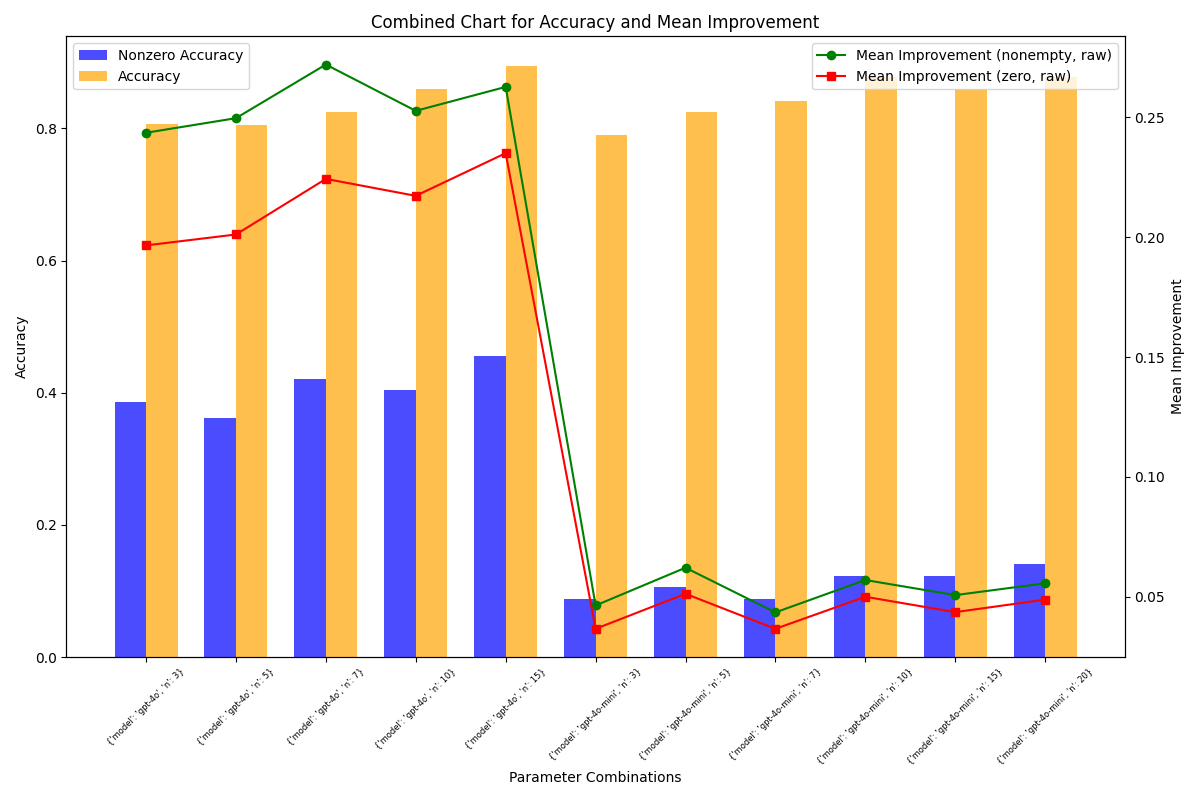 Combined Chart for Accuracy and Mean Improvement
Nonzero Accuracy
Accuracy
Mean Improvement (nonempty, raw)
Mean Improvement (zero, raw)
Accuracy
0.8
0.6
0.4
0.2
0.0
0.25
0.20
0.15
0.10
0.05
Mean Improvement
{'model': 'gpt-4o', 'n': 3}
{'model': 'gpt-4o', 'n': 5}
{'model': 'gpt-4o', 'n': 7}
{'model': 'gpt-4o', 'n': 10}
{'model': 'gpt-4o', 'n': 15}
{'model': 'gpt-4o-mini', 'n': 3}
{'model': 'gpt-4o-mini', 'n': 5}
{'model': 'gpt-4o-mini', 'n': 7}
{'model': 'gpt-4o-mini', 'n': 10}
{'model': 'gpt-4o-mini', 'n': 15}
{'model': 'gpt-4o-mini', 'n': 20}
Parameter Combinations